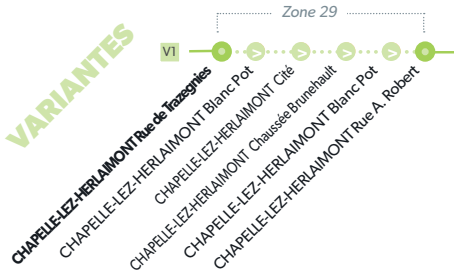 Zone 29
VARIANTES
V1
CHAPELLE-LEZ-HERLAIMONT Rue de Trazegnies
CHAPELLE-LEZ-HERLAIMONT Blanc Pot
CHAPELLE-LEZ-HERLAIMONT Cité
CHAPELLE-LEZ-HERLAIMONT Chaussée Brunehault
CHAPELLE-LEZ-HERLAIMONT Blanc Pot
CHAPELLE-LEZ-HERLAIMONT Rue A. Robert